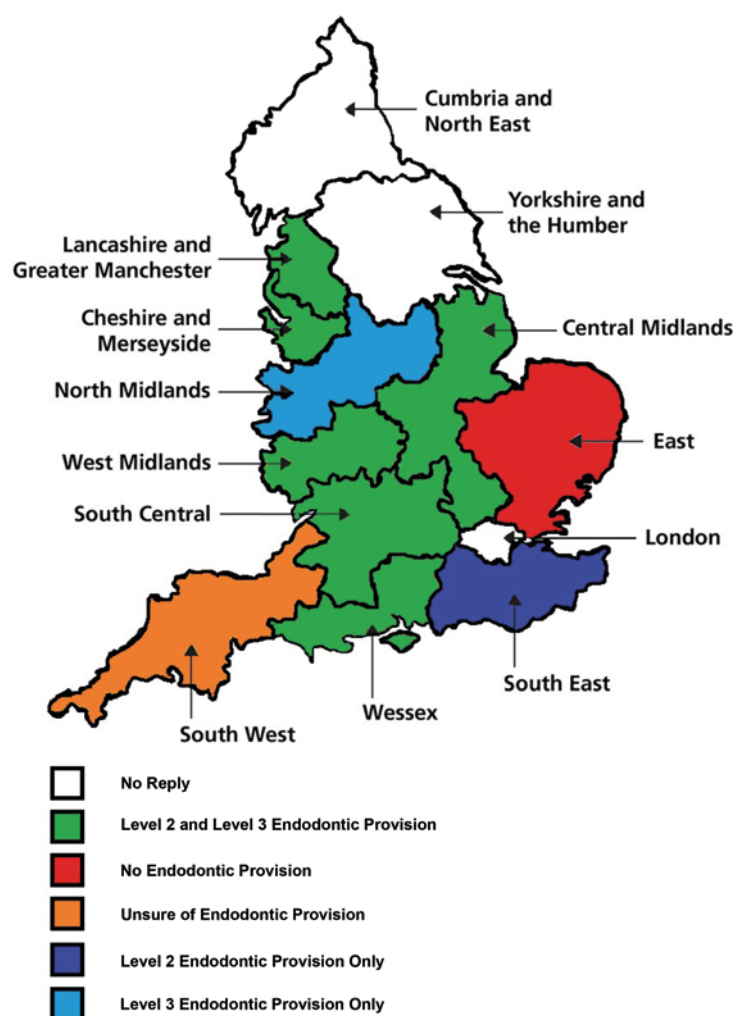 Cumbria and
North East
Yorkshire and
the Humber
Lancashire and
Greater Manchester
Cheshire and
Merseyside
Central Midlands
North Midlands
East
West Midlands
South Central
London
South East
Wessex
South West
No Reply
Level 2 and Level 3 Endodontic Provision
No Endodontic Provision
Unsure of Endodontic Provision
Level 2 Endodontic Provision Only
Level 3 Endodontic Provision Only